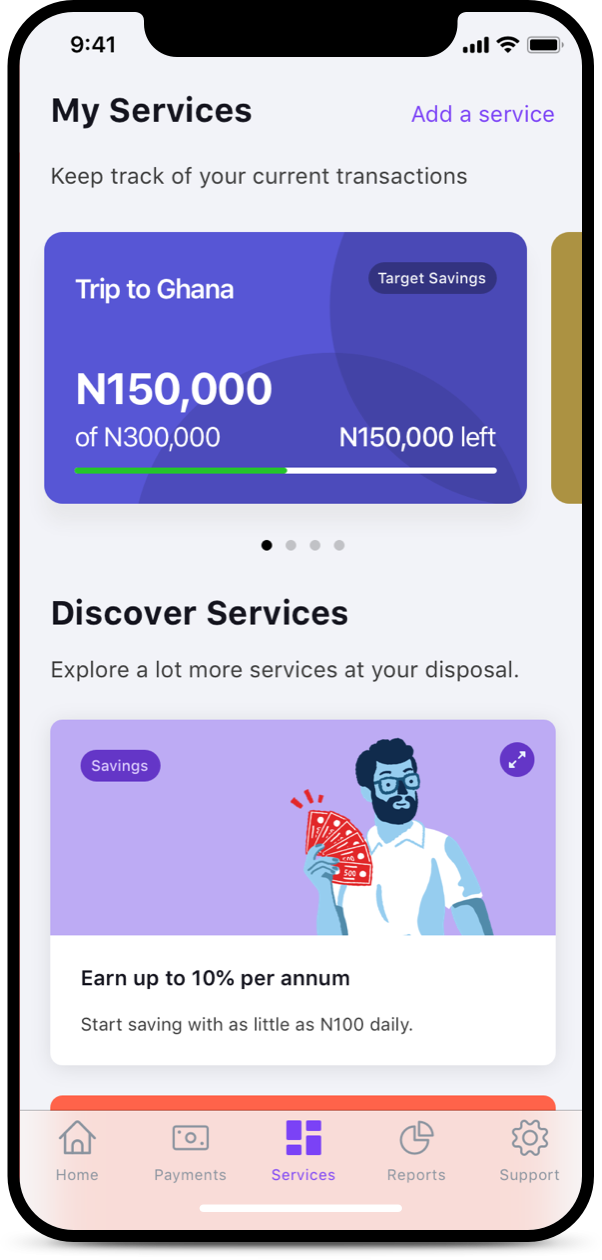 9:41
My Services
Add a service
Keep track of your current transactions
Trip to Ghana
Target Savings
N150,000
of N300,000
N150,000 left
Discover Services
Explore a lot more services at your disposal.
Savings
500
Earn up to 10% per annum
Start saving with as little as N100 daily.
Home
Payments
Services
Reports
Support